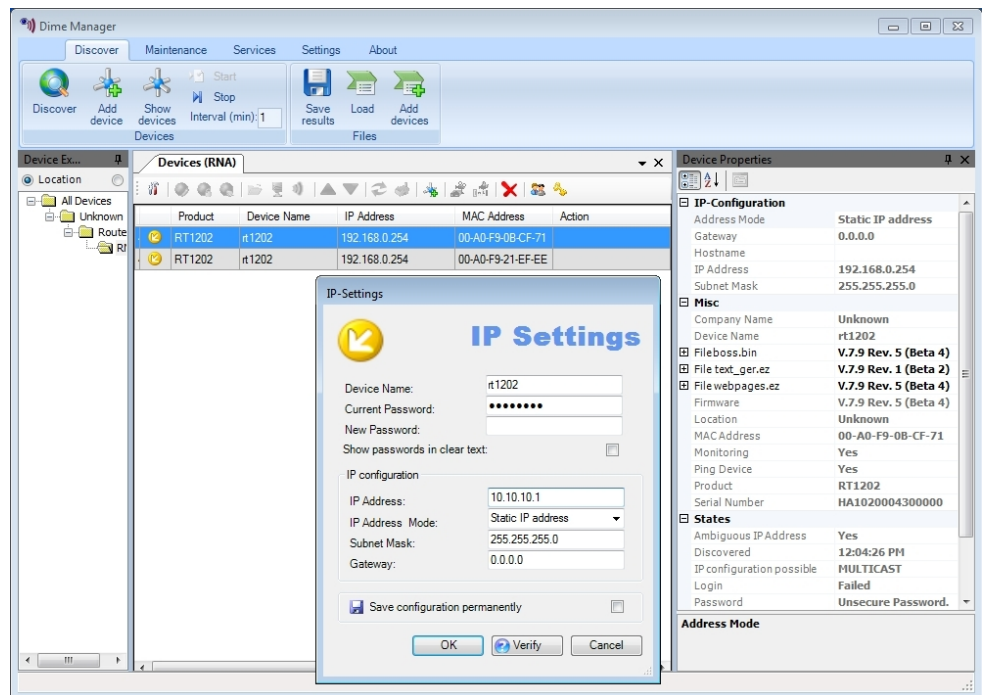 Dime Manager
Discover Maintenance Services Settings About
Discover
Add device
Show devices
Start
Stop
Interval (min): 1
Devices
Save results
Load
Add devices
Files
Device Ex...
Location
All Devices
Unknown
Route
Devices (RNA)
Product Device Name IP Address MAC Address Action
RT1202 rt1202 192.168.0.254 00-A0-F9-0B-CF-71
RT1202 rt1202 192.168.0.254 00-A0-F9-21-EF-EE
IP-Settings
IP Settings
Device Name: rt1202
Current Password: ●●●●●●●●
New Password:
Show passwords in clear text:
IP configuration
IP Address: 10.10.10.1
IP Address Mode: Static IP address
Subnet Mask: 255.255.255.0
Gateway: 0.0.0.0
Save configuration permanently
OK Verify Cancel
Device Properties
IP-Configuration
Address Mode Static IP address
Gateway 0.0.0.0
Hostname
IP Address 192.168.0.254
Subnet Mask 255.255.255.0
Misc
Company Name Unknown
Device Name rt1202
Fileboss.bin V.7.9 Rev. 5 (Beta 4)
File text_ger.ez V.7.9 Rev. 1 (Beta 2)
File webpages.ez V.7.9 Rev. 5 (Beta 4)
Firmware V.7.9 Rev. 5 (Beta 4)
Location Unknown
MAC Address 00-A0-F9-0B-CF-71
Monitoring Yes
Ping Device Yes
Product RT1202
Serial Number HA1020004300000
States
Ambiguous IP Address Yes
Discovered 12:04:26 PM
IP configuration possible MULTICAST
Login Failed
Password Unsecure Password.
Address Mode